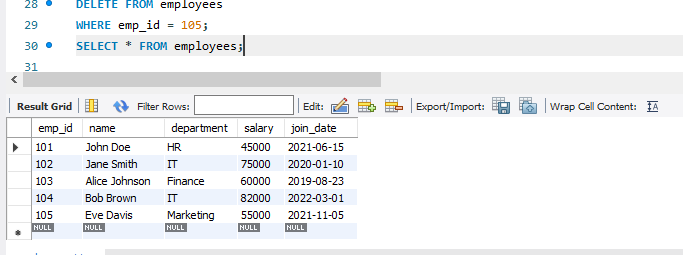 28 DELETE FROM employees
29 WHERE emp_id = 105;
30 SELECT * FROM employees;
31
Result Grid Filter Rows: Edit: Export/Import: Wrap Cell Content:
emp_id name department salary join_date
101 John Doe HR 45000 2021-06-15
102 Jane Smith IT 75000 2020-01-10
103 Alice Johnson Finance 60000 2019-08-23
104 Bob Brown IT 82000 2022-03-01
105 Eve Davis Marketing 55000 2021-11-05
NULL NULL NULL NULL NULL